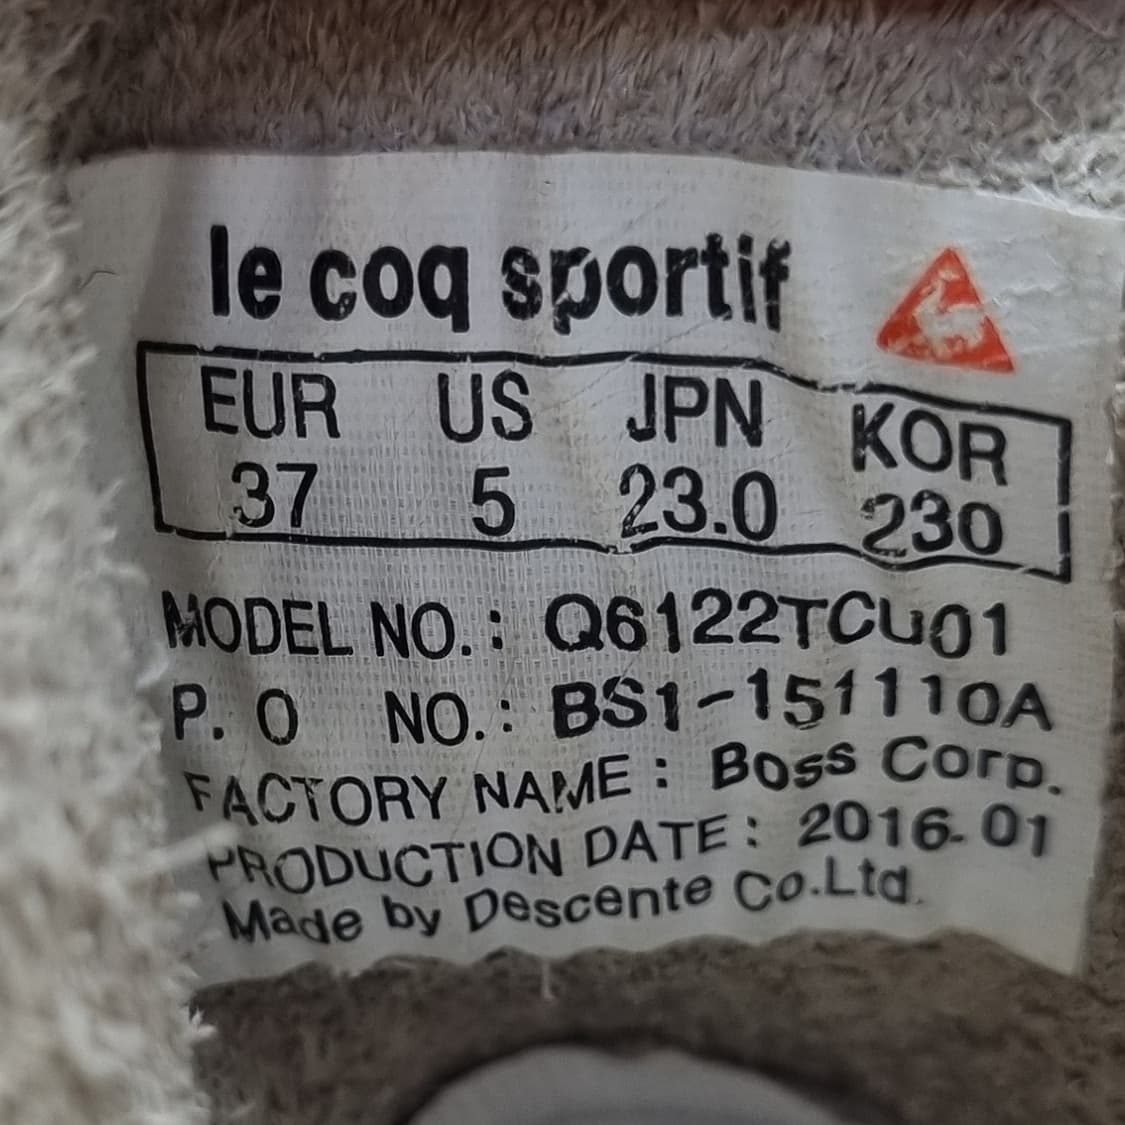 le coq sportif
EUR US JPN KOR
37 5 23.0 230
MODEL NO.: Q6122TCU01
P. O NO.: BS1-151110A
FACTORY NAME: Boss Corp.
PRODUCTION DATE: 2016-01
Made by Descente Co.Ltd.